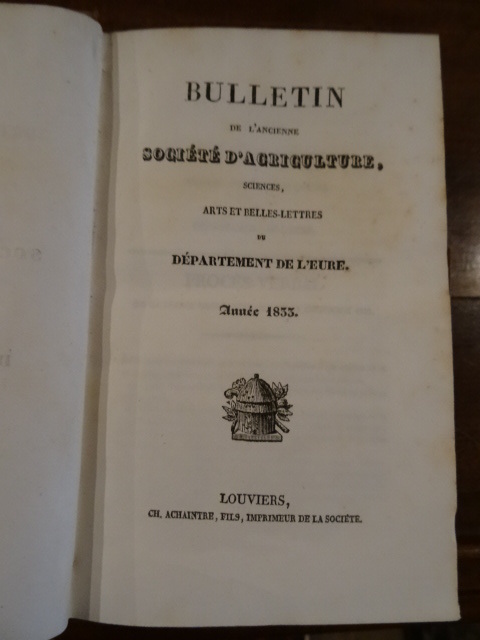 BULLETIN
DE L'ANCIENNE
SOCIÉTÉ D'AGRICULTURE,
SCIENCES,
ARTS ET BELLES-LETTRES
DU
DÉPARTEMENT DE L'EURE.
Année 1833.
LOUVIERS,
CH. ACHAINTRE, FILS, IMPRIMEUR DE LA SOCIÉTÉ.